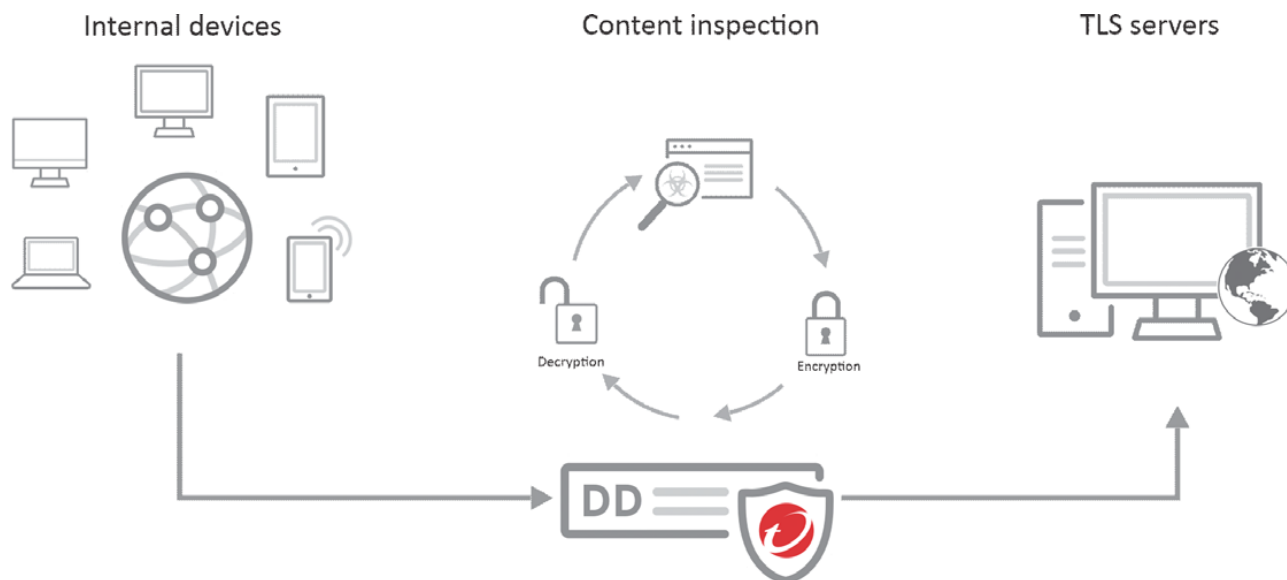 Internal devices
Content inspection
TLS servers
Decryption
Encryption
DD